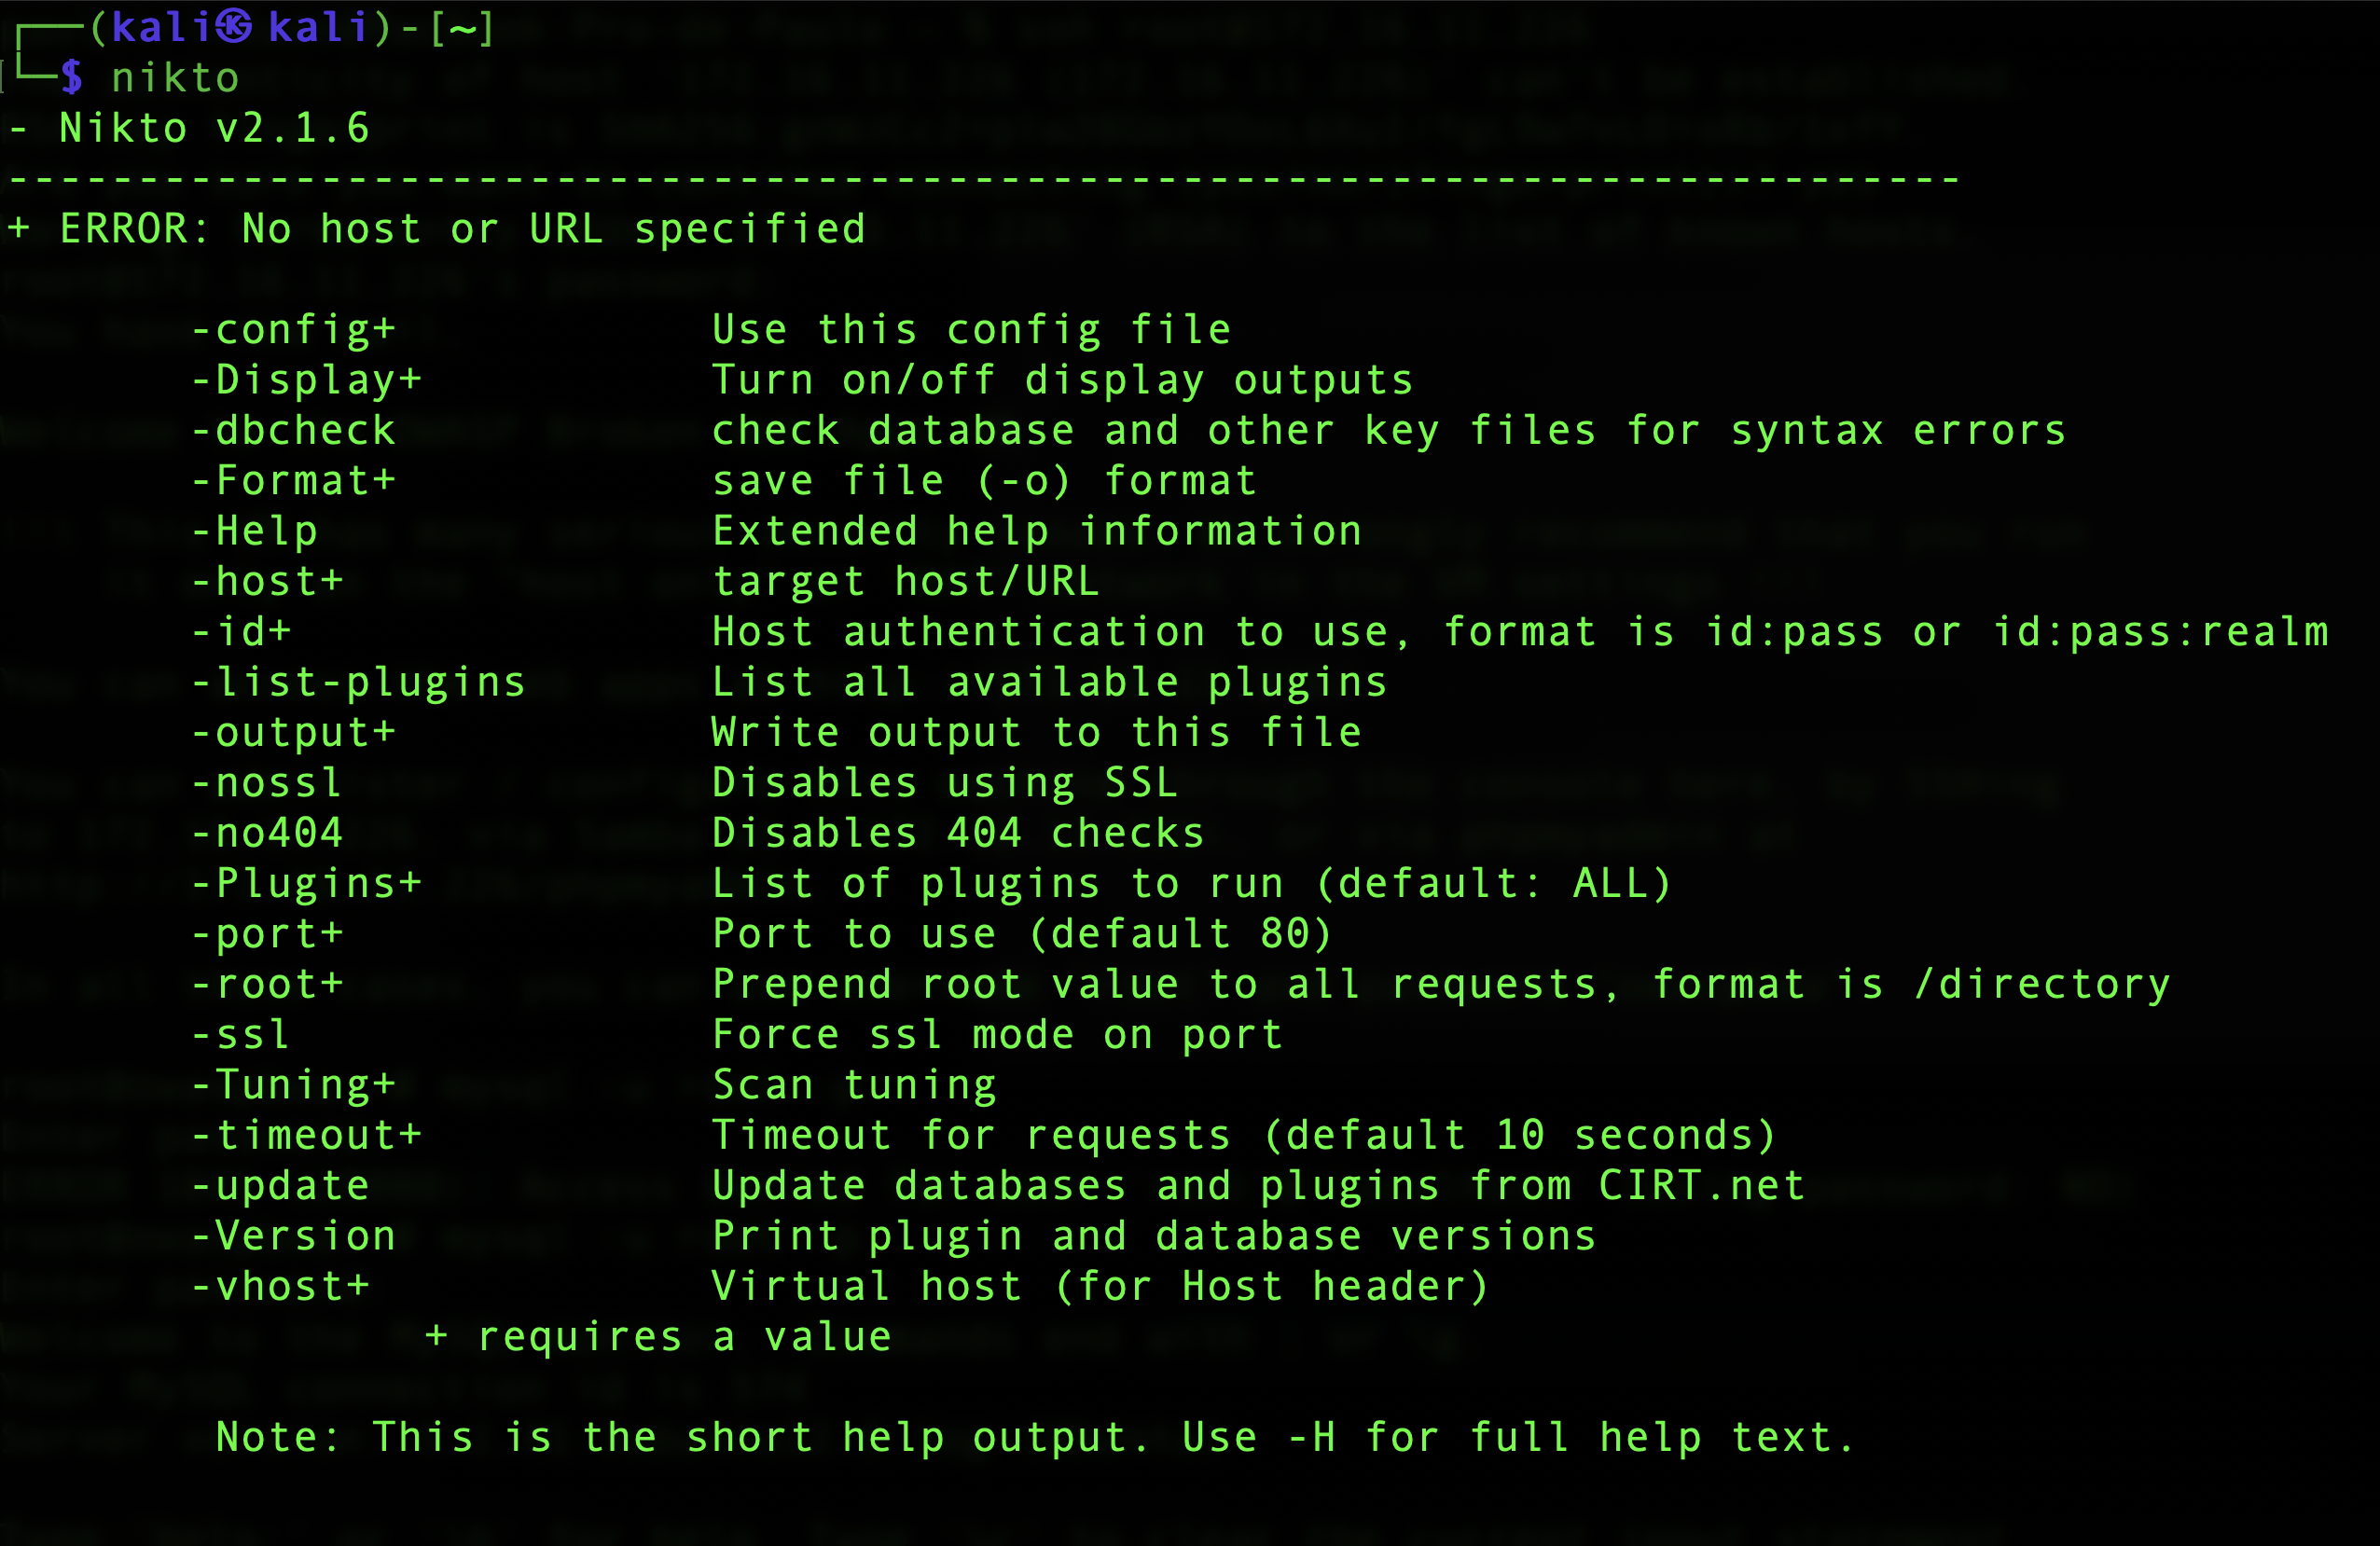 ┌──(kali㉿kali)-[~]
└─$ nikto
- Nikto v2.1.6
---------------------------------------------------------------------------
+ ERROR: No host or URL specified
-config+ Use this config file
-Display+ Turn on/off display outputs
-dbcheck check database and other key files for syntax errors
-Format+ save file (-o) format
-Help Extended help information
-host+ target host/URL
-id+ Host authentication to use, format is id:pass or id:pass:realm
-list-plugins List all available plugins
-output+ Write output to this file
-nossl Disables using SSL
-no404 Disables 404 checks
-Plugins+ List of plugins to run (default: ALL)
-port+ Port to use (default 80)
-root+ Prepend root value to all requests, format is /directory
-ssl Force ssl mode on port
-Tuning+ Scan tuning
-timeout+ Timeout for requests (default 10 seconds)
-update Update databases and plugins from CIRT.net
-Version Print plugin and database versions
-vhost+ Virtual host (for Host header)
+ requires a value
Note: This is the short help output. Use -H for full help text.